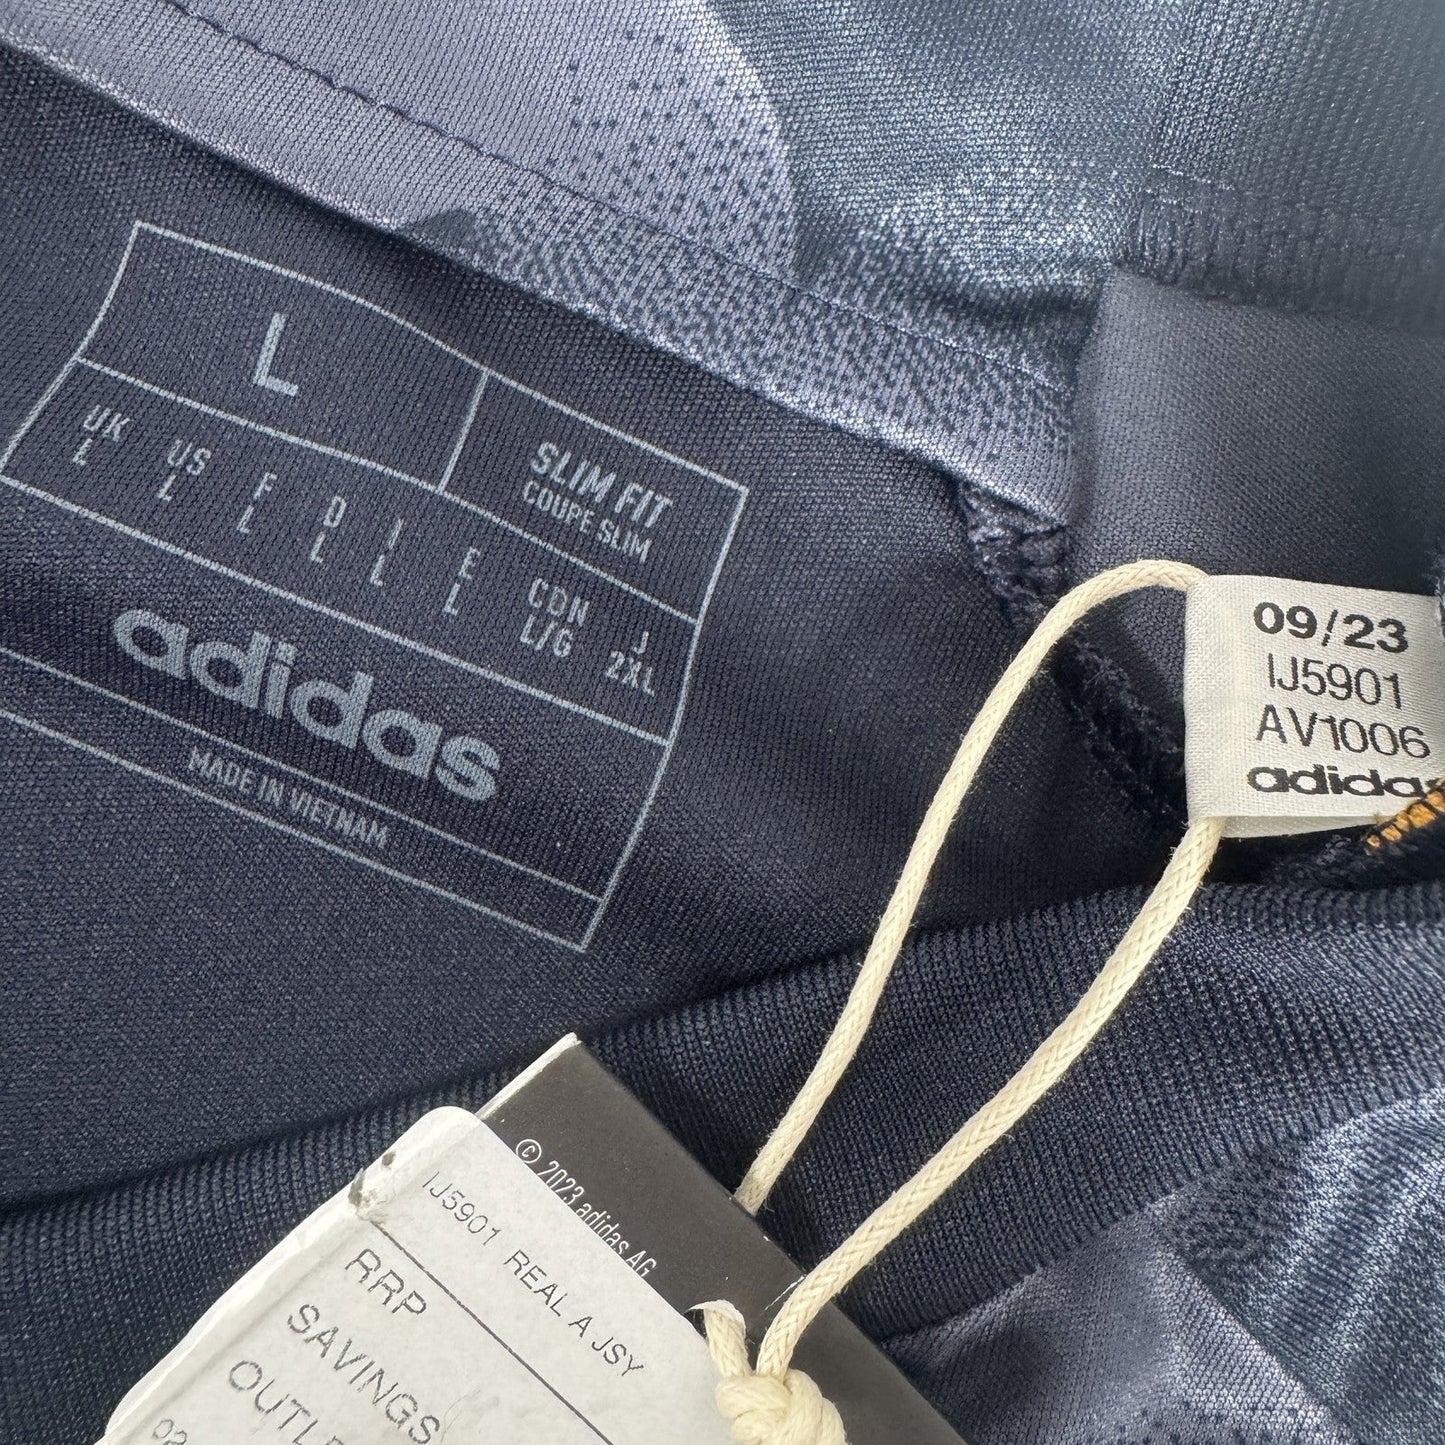 L
SLIM FIT
COUPE SLIM
UK US F D I E CDN J
L L L L L L L/G 2XL
adidas
MADE IN VIETNAM
09/23
IJ5901
AV1006
adidas
© 2023 adidas AG
IJ5901 REAL A JSY
RRP
SAVINGS
02